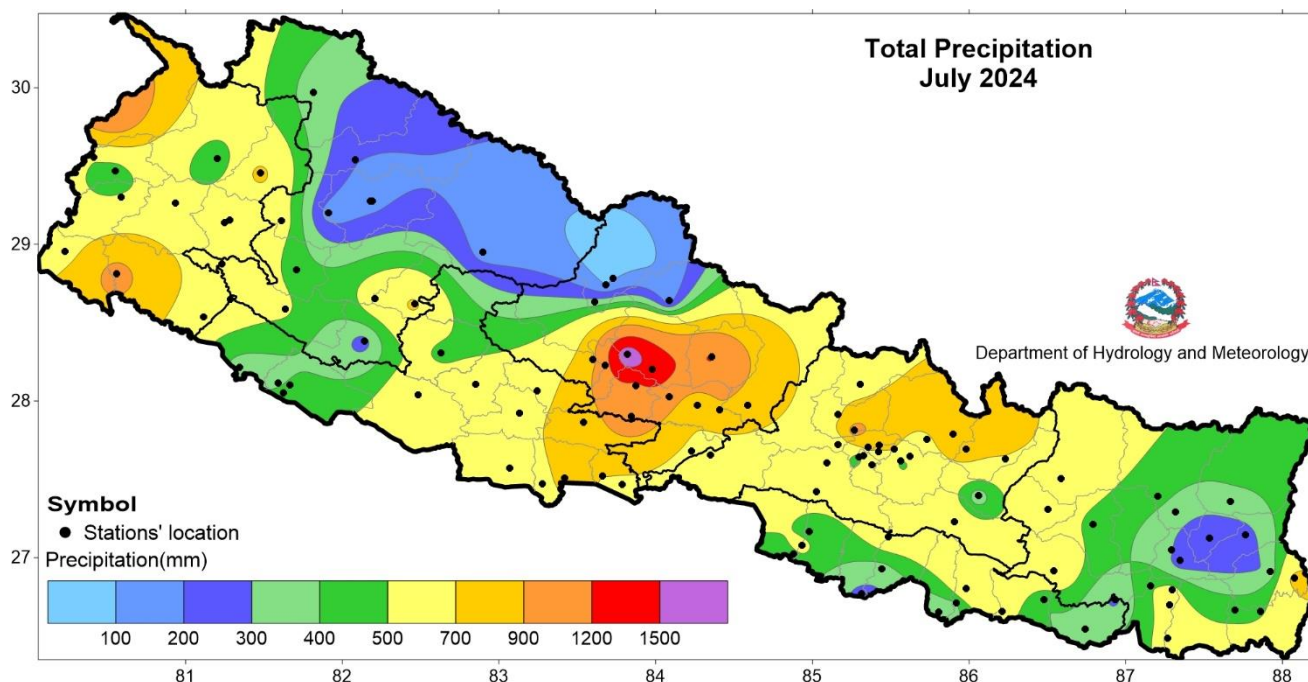 Total Precipitation
July 2024
30
29
28
27
Department of Hydrology and Meteorology
Symbol
Stations' location
Precipitation(mm)
100 200 300 400 500 700 900 1200 1500
81 82 83 84 85 86 87 88